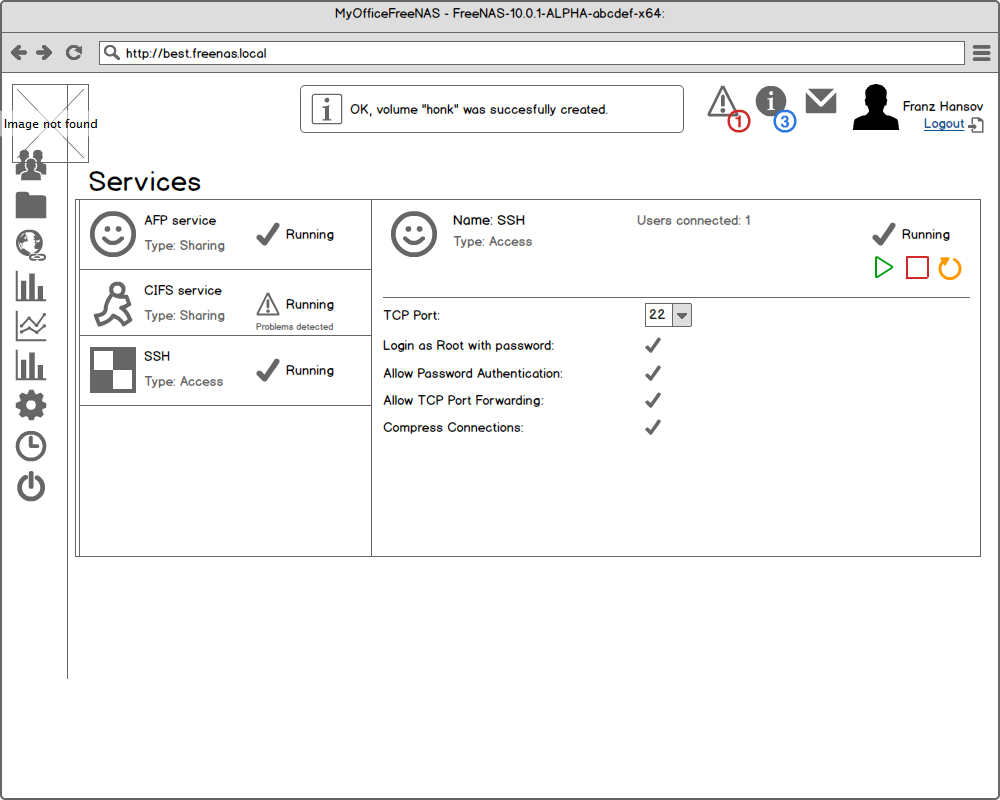 MyOfficeFreeNAS - FreeNAS-10.0.1-ALPHA-abcdef-x64:
http://best.freenas.local
Image not found
OK, volume "honk" was succesfully created.
1
3
Franz Hansov
Logout
Services
AFP service
Type: Sharing
Running
CIFS service
Type: Sharing
Running
Problems detected
SSH
Type: Access
Running
Name: SSH
Type: Access
Users connected: 1
Running
TCP Port:
22
Login as Root with password:
Allow Password Authentication:
Allow TCP Port Forwarding:
Compress Connections: